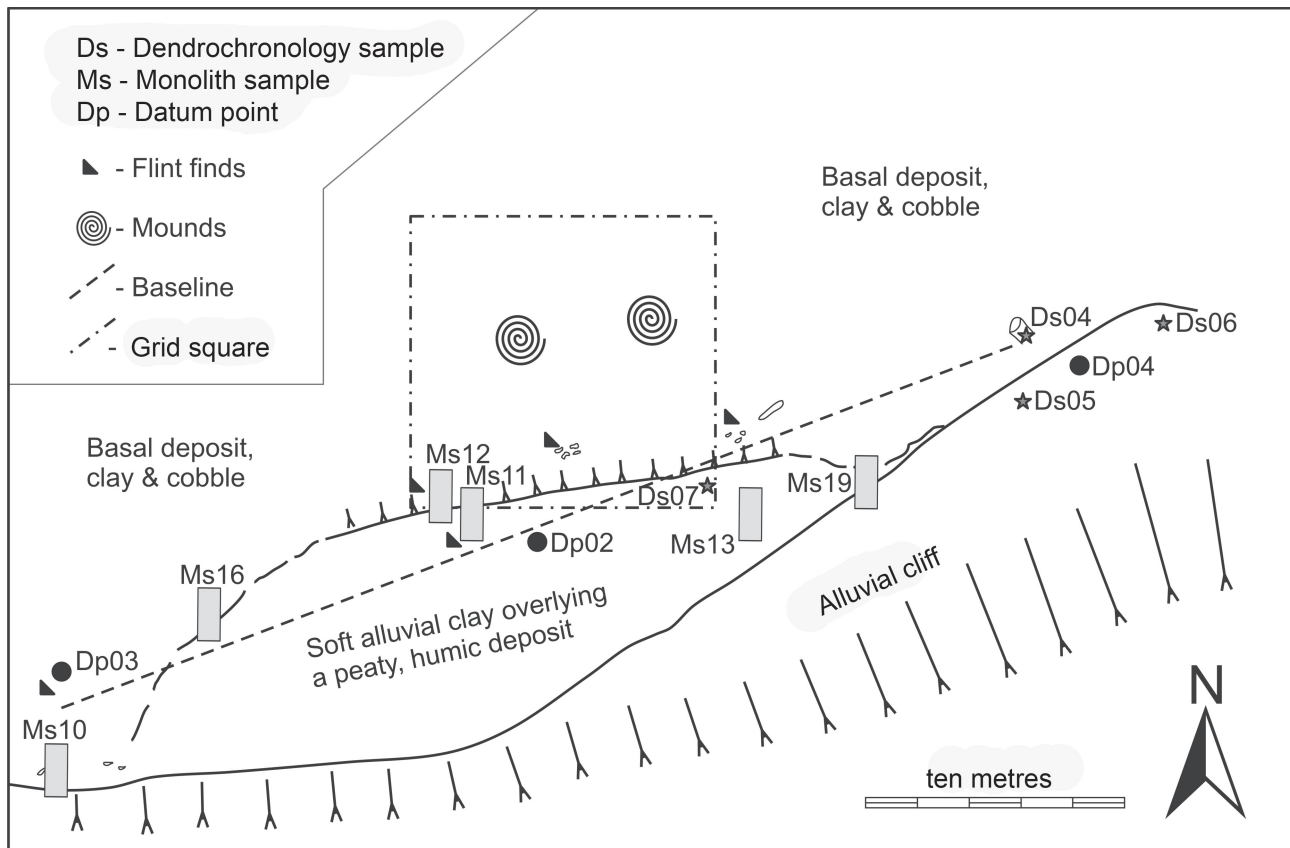 Ds - Dendrochronology sample
Ms - Monolith sample
Dp - Datum point
- Flint finds
- Mounds
- Baseline
- Grid square
Basal deposit,
clay & cobble
Ds04
Ds06
Dp04
Ds05
Basal deposit,
clay & cobble
Ms12
Ms11
Ds07
Ms19
Dp02
Ms13
Ms16
Alluvial cliff
Soft alluvial clay overlying
a peaty, humic deposit
Dp03
Ms10
N
ten metres